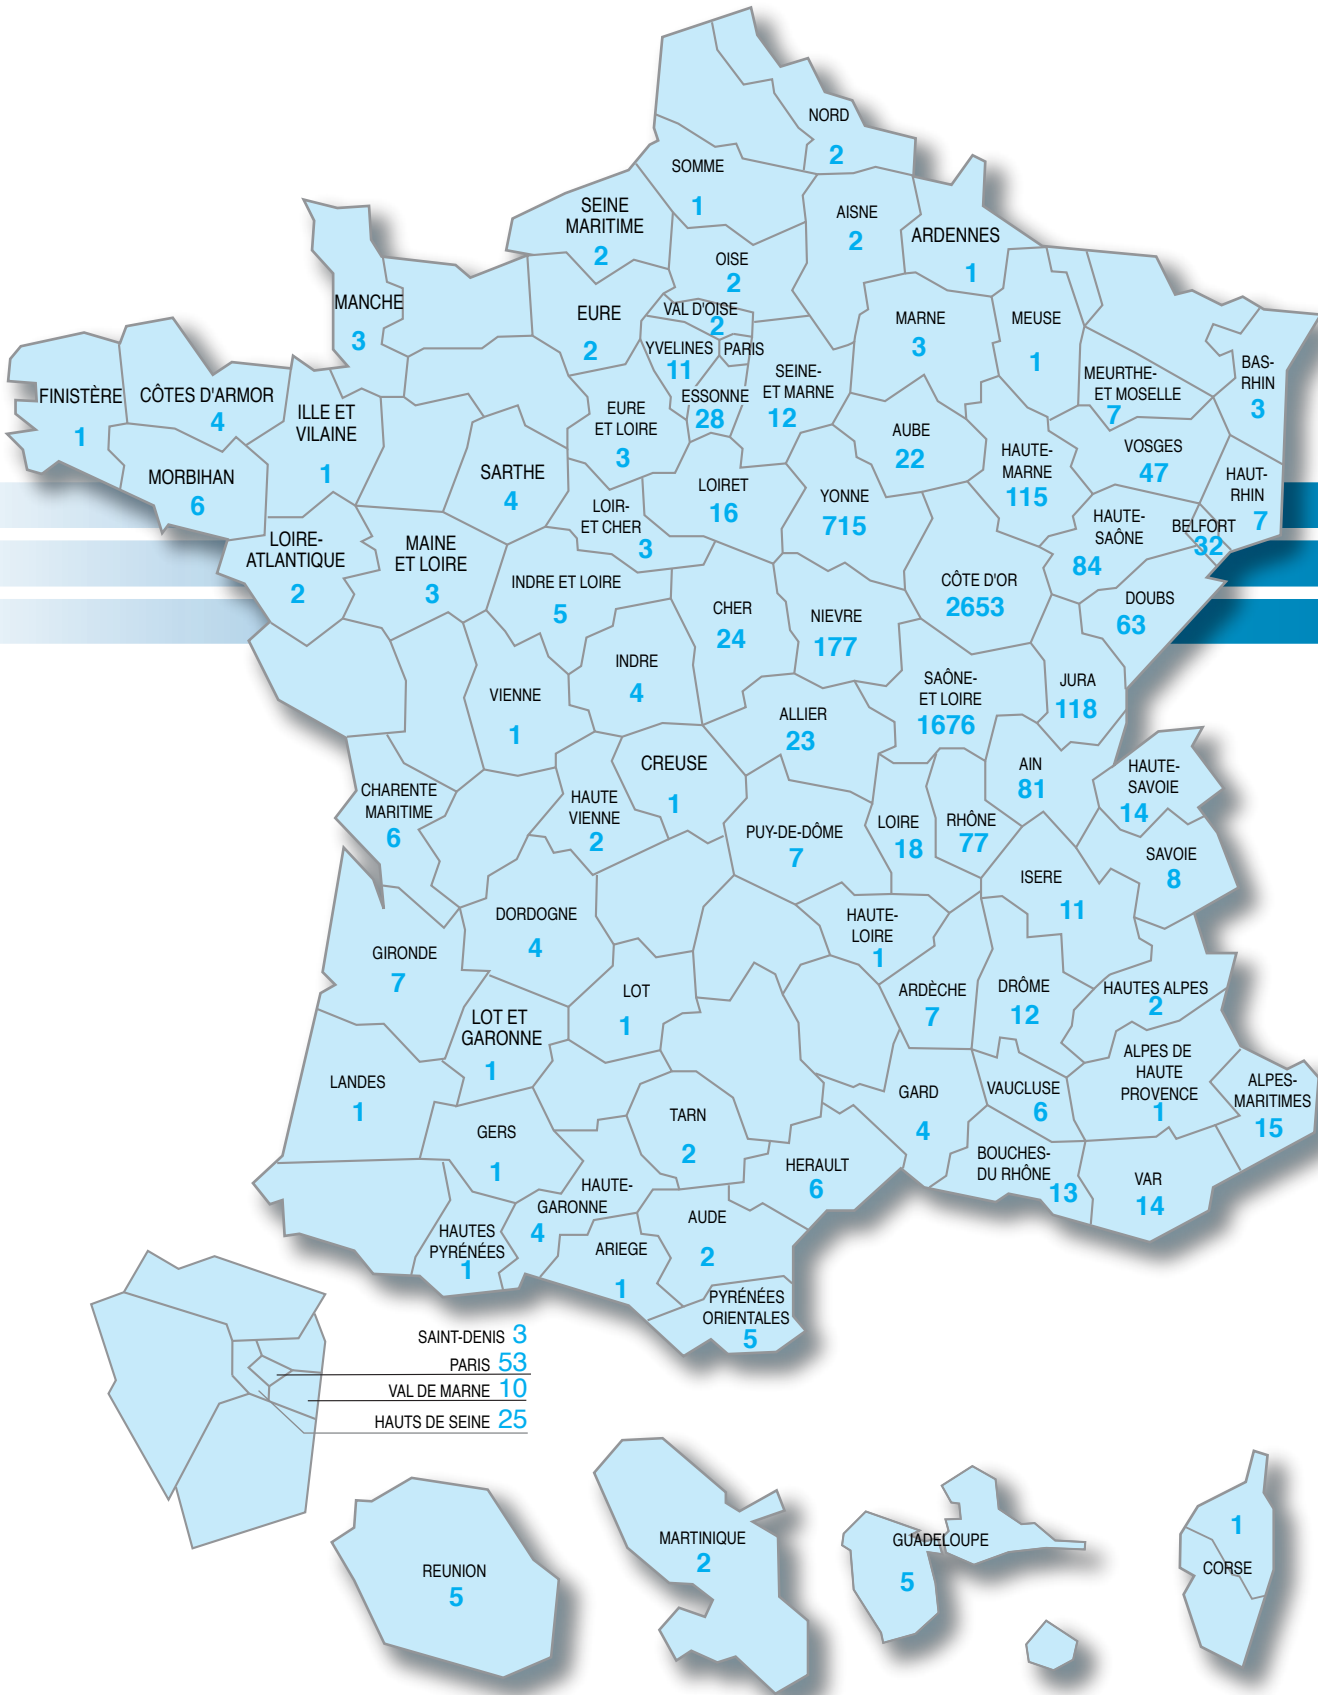 NORD
2
SOMME
1
SEINE
MARITIME
2
AISNE
2
ARDENNES
1
OISE
2
MANCHE
3
EURE
2
VAL D'OISE
2
MARNE
3
MEUSE
1
YVELINES
11
PARIS
SEINE-
ET MARNE
12
MEURTHE-
ET MOSELLE
7
BAS-
RHIN
3
FINISTÈRE
1
CÔTES D'ARMOR
4
ILLE ET
VILAINE
1
EURE
ET LOIRE
3
ESSONNE
28
AUBE
22
HAUTE-
MARNE
115
VOSGES
47
MORBIHAN
6
SARTHE
4
LOIRET
16
YONNE
715
HAUT-
RHIN
7
LOIR-
ET CHER
3
HAUTE-
SAÔNE
84
BELFORT
32
LOIRE-
ATLANTIQUE
2
MAINE
ET LOIRE
3
INDRE ET LOIRE
5
CHER
24
NIEVRE
177
CÔTE D'OR
2653
DOUBS
63
INDRE
4
VIENNE
1
SAÔNE-
ET LOIRE
1676
JURA
118
ALLIER
23
CREUSE
1
AIN
81
HAUTE-
SAVOIE
14
CHARENTE
MARITIME
6
HAUTE
VIENNE
2
PUY-DE-DÔME
7
LOIRE
18
RHÔNE
77
SAVOIE
8
ISERE
11
DORDOGNE
4
HAUTE-
LOIRE
1
GIRONDE
7
LOT
1
ARDÈCHE
7
DRÔME
12
HAUTES ALPES
2
LOT ET
GARONNE
1
LANDES
1
ALPES DE
HAUTE
PROVENCE
1
ALPES-
MARITIMES
15
GARD
4
VAUCLUSE
6
TARN
2
GERS
1
HERAULT
6
BOUCHES-
DU RHÔNE
13
VAR
14
HAUTE-
GARONNE
4
HAUTES
PYRÉNÉES
1
AUDE
2
ARIEGE
1
PYRÉNÉES
ORIENTALES
5
SAINT-DENIS 3
PARIS 53
VAL DE MARNE 10
HAUTS DE SEINE 25
REUNION
5
MARTINIQUE
2
GUADELOUPE
5
1
CORSE